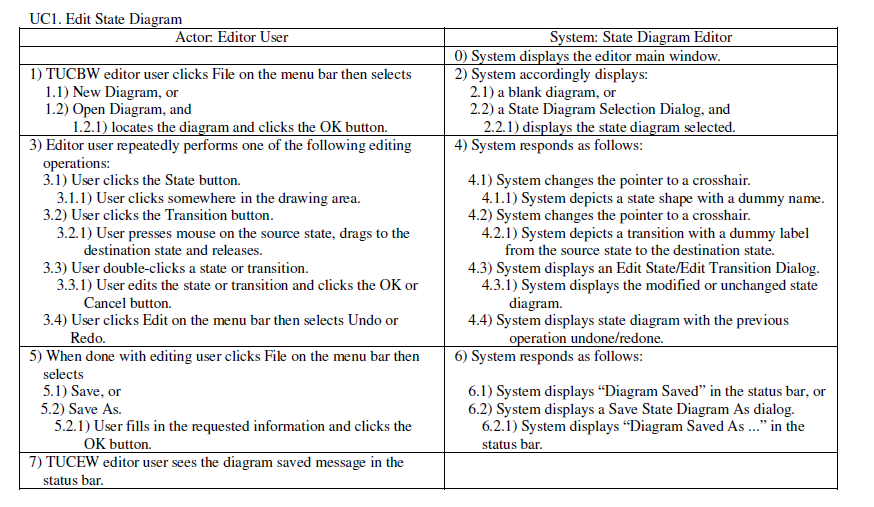 UC1. Edit State Diagram
Actor: Editor User
System: State Diagram Editor
0) System displays the editor main window.
1) TUCBW editor user clicks File on the menu bar then selects
1.1) New Diagram, or
1.2) Open Diagram, and
1.2.1) locates the diagram and clicks the OK button.
2) System accordingly displays:
2.1) a blank diagram, or
2.2) a State Diagram Selection Dialog, and
2.2.1) displays the state diagram selected.
3) Editor user repeatedly performs one of the following editing
operations:
3.1) User clicks the State button.
3.1.1) User clicks somewhere in the drawing area.
3.2) User clicks the Transition button.
3.2.1) User presses mouse on the source state, drags to the
destination state and releases.
3.3) User double-clicks a state or transition.
3.3.1) User edits the state or transition and clicks the OK or
Cancel button.
3.4) User clicks Edit on the menu bar then selects Undo or
Redo.
4) System responds as follows:
4.1) System changes the pointer to a crosshair.
4.1.1) System depicts a state shape with a dummy name.
4.2) System changes the pointer to a crosshair.
4.2.1) System depicts a transition with a dummy label
from the source state to the destination state.
4.3) System displays an Edit State/Edit Transition Dialog.
4.3.1) System displays the modified or unchanged state
diagram.
4.4) System displays state diagram with the previous
operation undone/redone.
5) When done with editing user clicks File on the menu bar then
selects
5.1) Save, or
5.2) Save As.
5.2.1) User fills in the requested information and clicks the
OK button.
6) System responds as follows:
6.1) System displays “Diagram Saved” in the status bar, or
6.2) System displays a Save State Diagram As dialog.
6.2.1) System displays “Diagram Saved As ...” in the
status bar.
7) TUCEW editor user sees the diagram saved message in the
status bar.